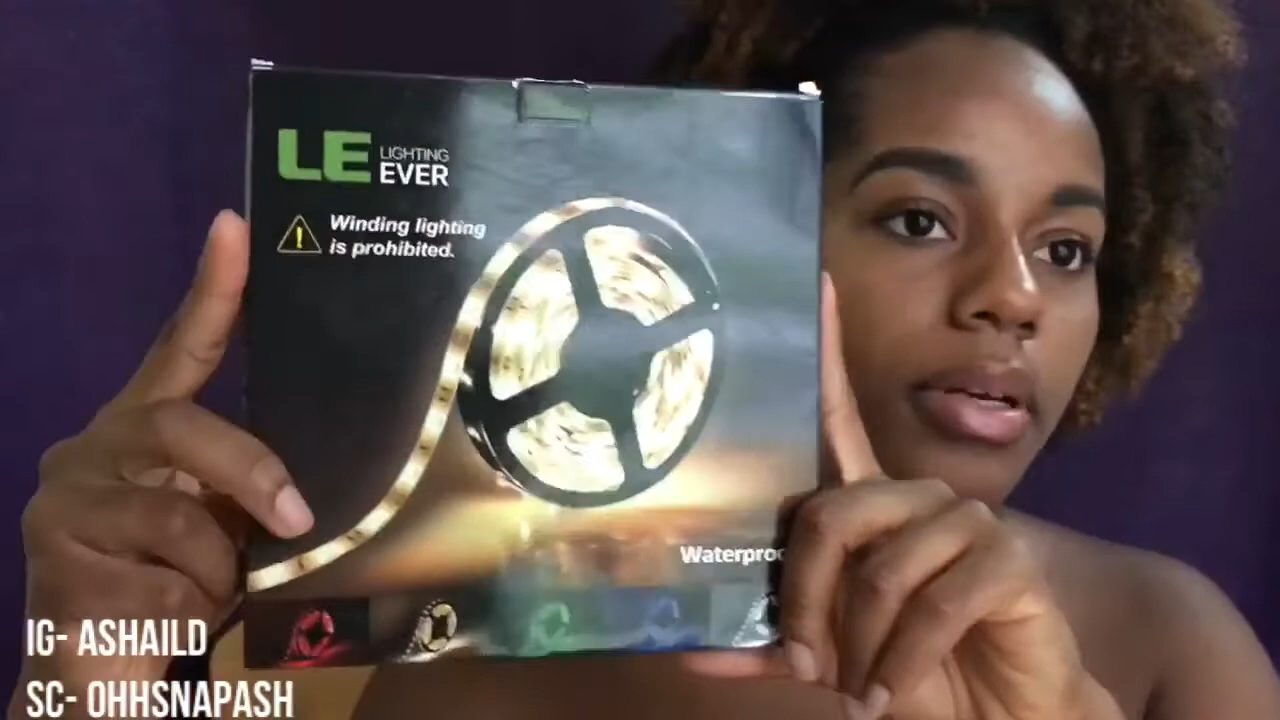 LE LIGHTING
EVER
Winding lighting
is prohibited.
IG- ASHAILD
SC- OHHSNAPASH